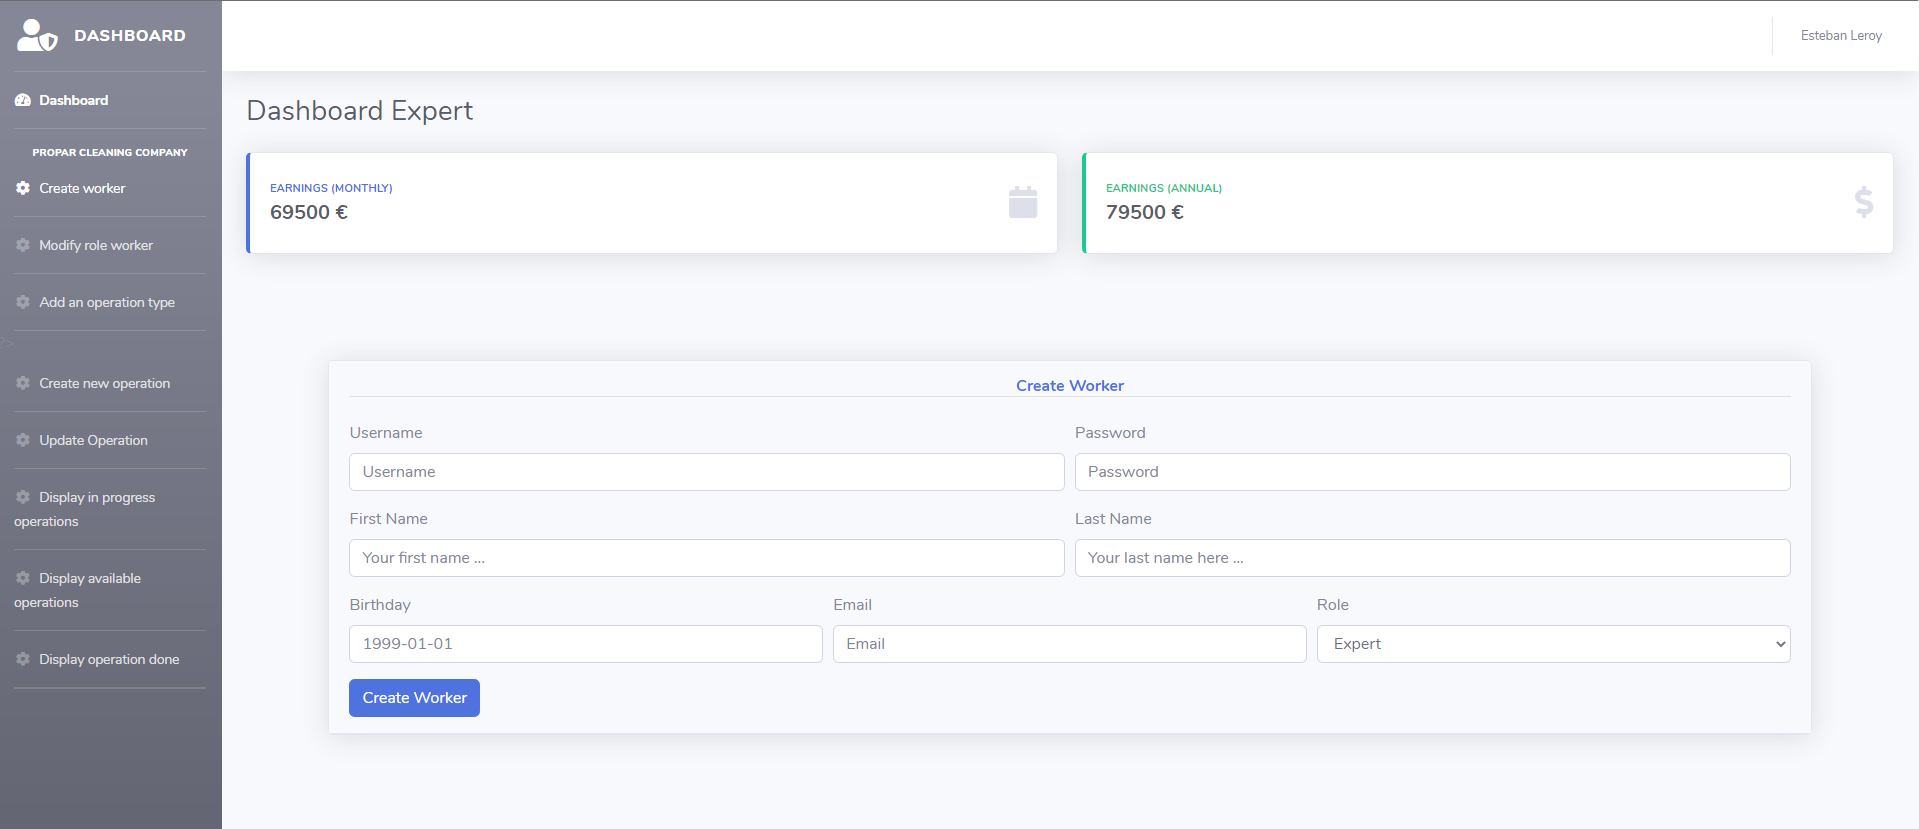 DASHBOARD
Esteban Leroy
Dashboard
PROPAR CLEANING COMPANY
Create worker
Modify role worker
Add an operation type
?>
Create new operation
Update Operation
Display in progress
operations
Display available
operations
Display operation done
Dashboard Expert
EARNINGS (MONTHLY)
69500 €
EARNINGS (ANNUAL)
79500 €
$
Create Worker
Username
Password
Username
Password
First Name
Last Name
Your first name ...
Your last name here ...
Birthday
Email
Role
1999-01-01
Email
Expert
Create Worker